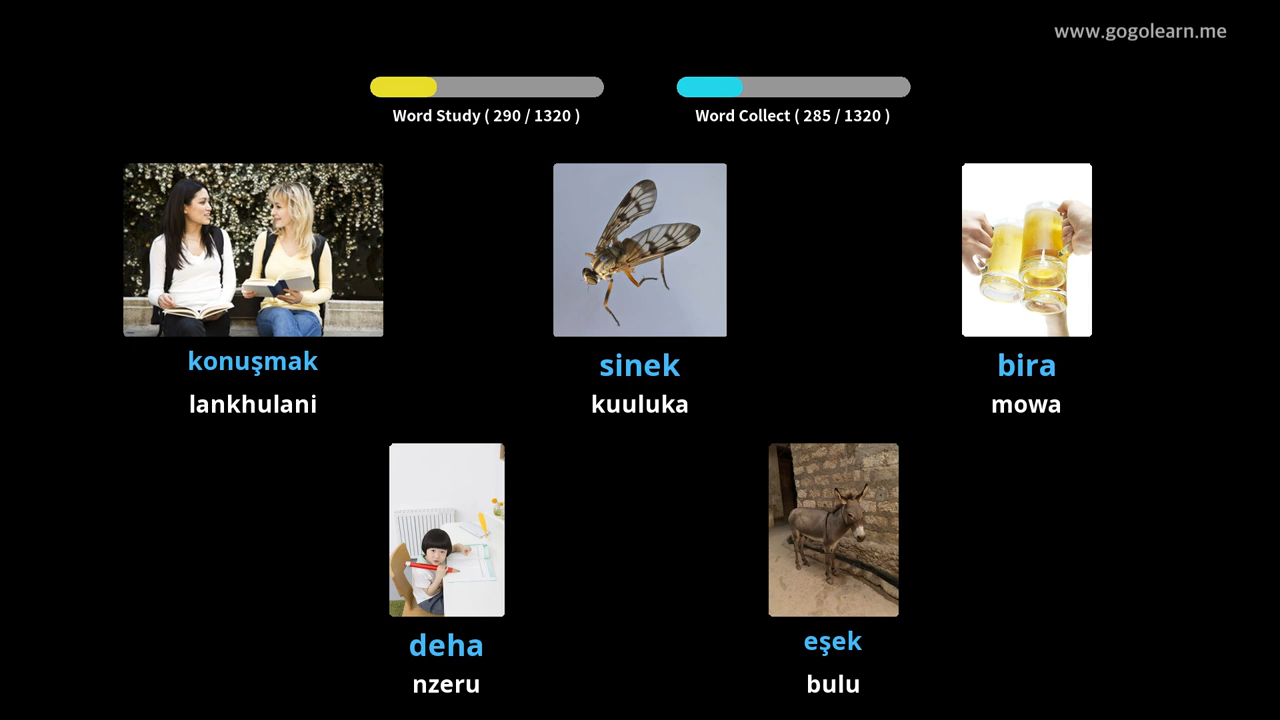 www.gogolearn.me
Word Study ( 290 / 1320 )
Word Collect ( 285 / 1320 )
konuşmak
lankhulani
sinek
kuuluka
bira
mowa
deha
nzeru
eşek
bulu